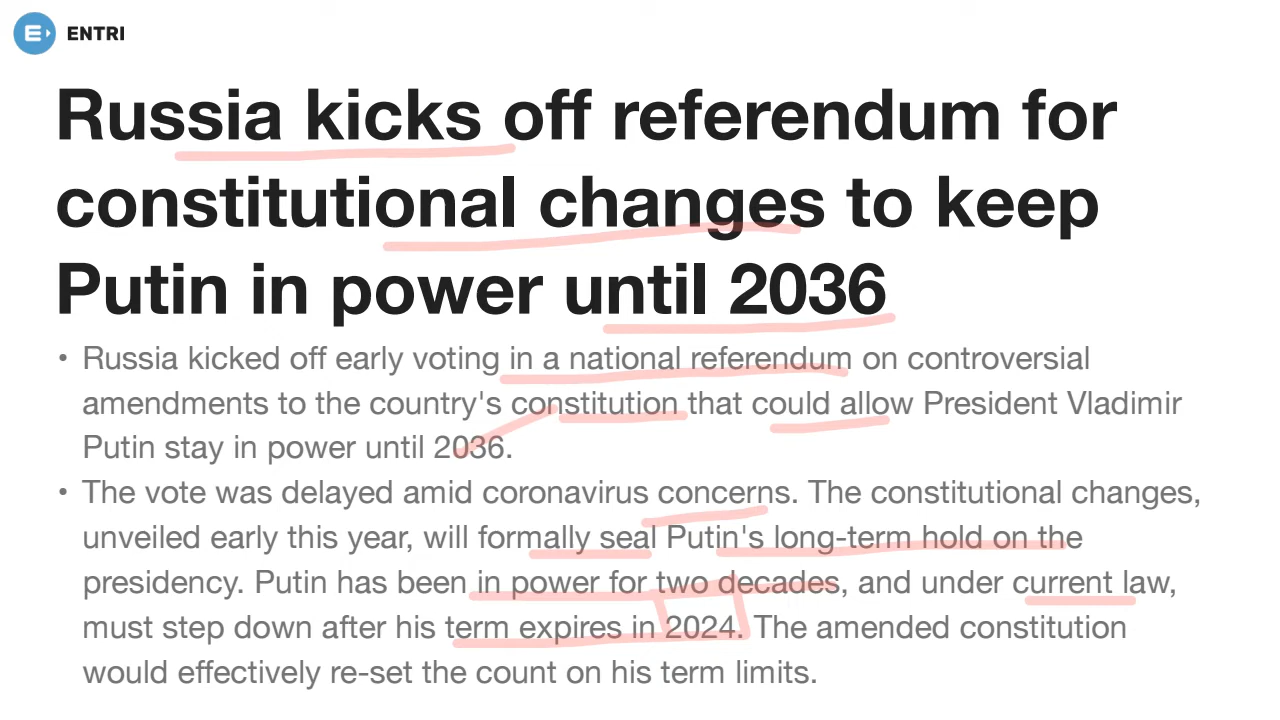 ENTRI
Russia kicks off referendum for
constitutional changes to keep
Putin in power until 2036
• Russia kicked off early voting in a national referendum on controversial
amendments to the country's constitution that could allow President Vladimir
Putin stay in power until 2036.
• The vote was delayed amid coronavirus concerns. The constitutional changes,
unveiled early this year, will formally seal Putin's long-term hold on the
presidency. Putin has been in power for two decades, and under current law,
must step down after his term expires in 2024. The amended constitution
would effectively re-set the count on his term limits.